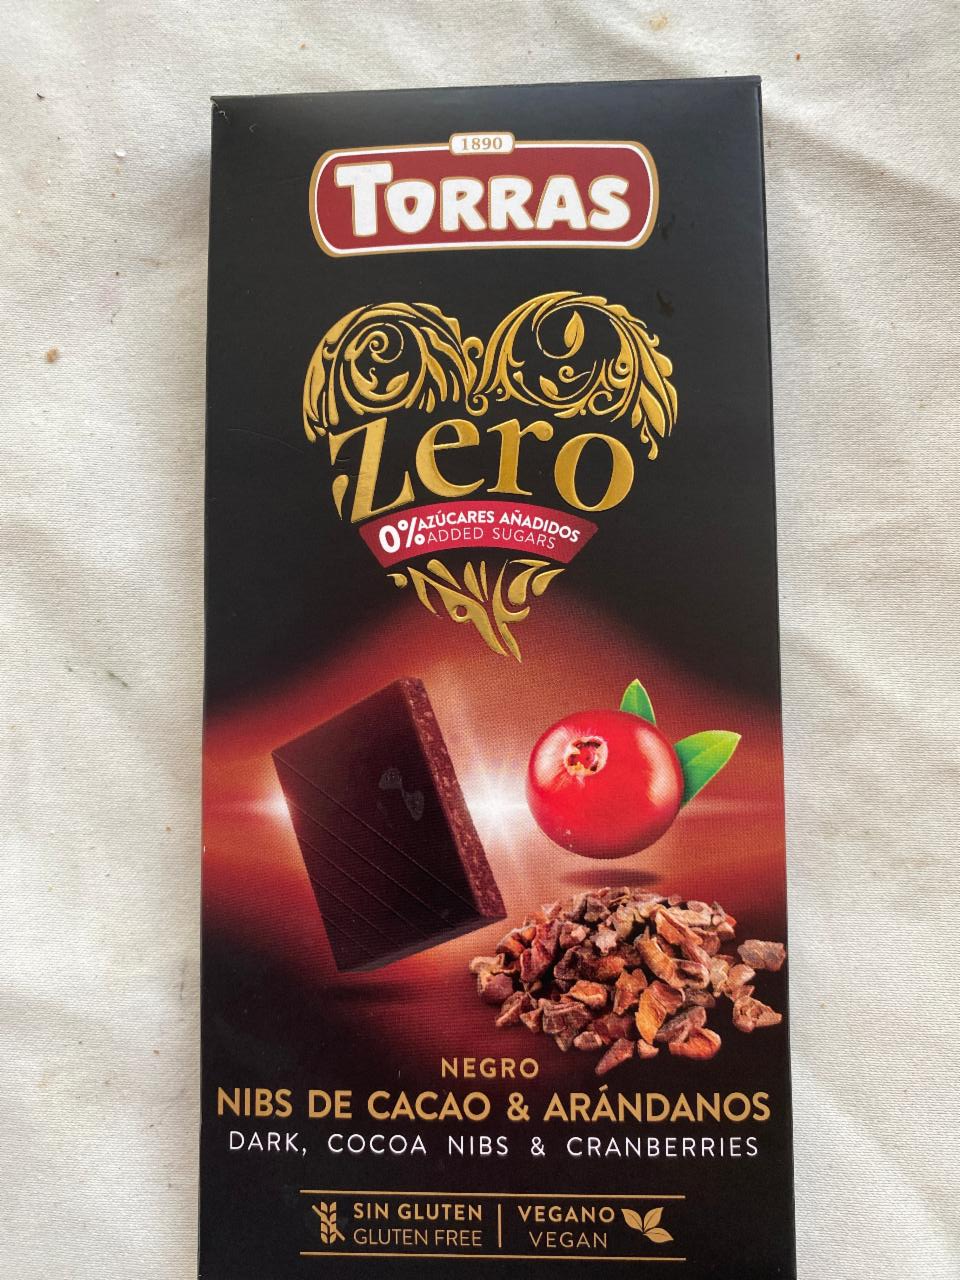 1890
TORRAS
Zero
0% AZÚCARES AÑADIDOS
ADDED SUGARS
NEGRO
NIBS DE CACAO & ARÁNDANOS
DARK, COCOA NIBS & CRANBERRIES
SIN GLUTEN
GLUTEN FREE
VEGANO
VEGAN